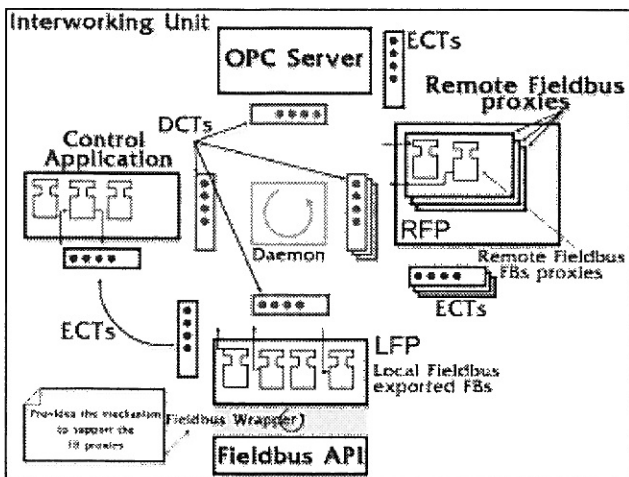 Interworking Unit
OPC Server
ECTs
Remote Fieldbus
proxies
DCTs
Control
Application
Daemon
RFP
Remote Fieldbus
FBs proxies
ECTs
ECTs
LFP
Local Fieldbus
exported FBs
Provides the mechanism
to support the
FB proxies
Fieldbus Wrapper
Fieldbus API